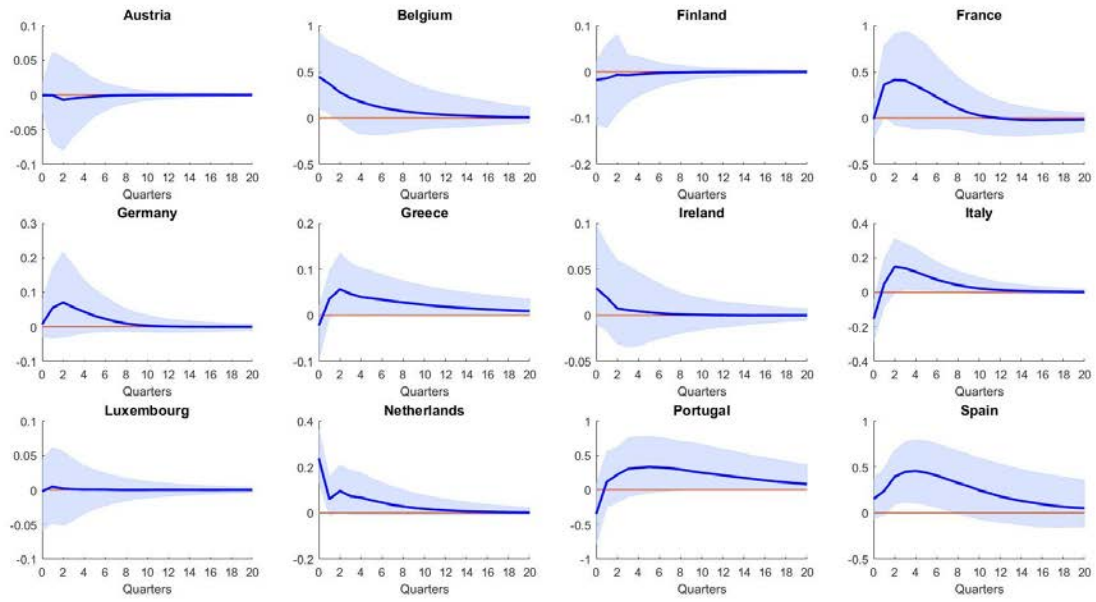 Austria
0.1
0.05
0
-0.05
-0.1
0 2 4 6 8 10 12 14 16 18 20
Quarters
Belgium
1
0.5
0
-0.5
0 2 4 6 8 10 12 14 16 18 20
Quarters
Finland
0.1
0
-0.1
-0.2
0 2 4 6 8 10 12 14 16 18 20
Quarters
France
1
0.5
0
-0.5
0 2 4 6 8 10 12 14 16 18 20
Quarters
Germany
0.3
0.2
0.1
0
-0.1
0 2 4 6 8 10 12 14 16 18 20
Quarters
Greece
0.2
0.1
0
-0.1
0 2 4 6 8 10 12 14 16 18 20
Quarters
Ireland
0.1
0.05
0
-0.05
0 2 4 6 8 10 12 14 16 18 20
Quarters
Italy
0.4
0.2
0
-0.2
-0.4
0 2 4 6 8 10 12 14 16 18 20
Quarters
Luxembourg
0.1
0.05
0
-0.05
-0.1
0 2 4 6 8 10 12 14 16 18 20
Quarters
Netherlands
0.4
0.2
0
-0.2
0 2 4 6 8 10 12 14 16 18 20
Quarters
Portugal
1
0.5
0
-0.5
-1
0 2 4 6 8 10 12 14 16 18 20
Quarters
Spain
1
0.5
0
-0.5
0 2 4 6 8 10 12 14 16 18 20
Quarters